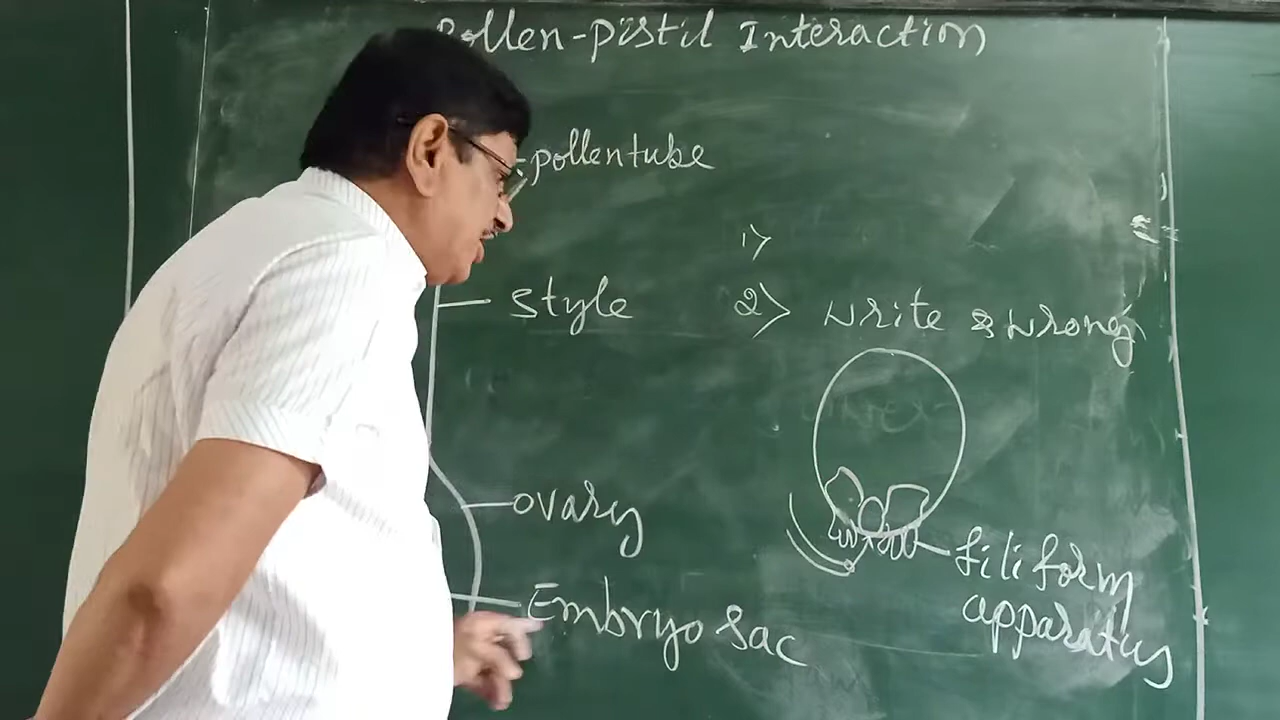 Pollen-pistil Interaction
pollentube
1)
style
2) write & wrong
ovary
filiform
apparatus
Embryo sac